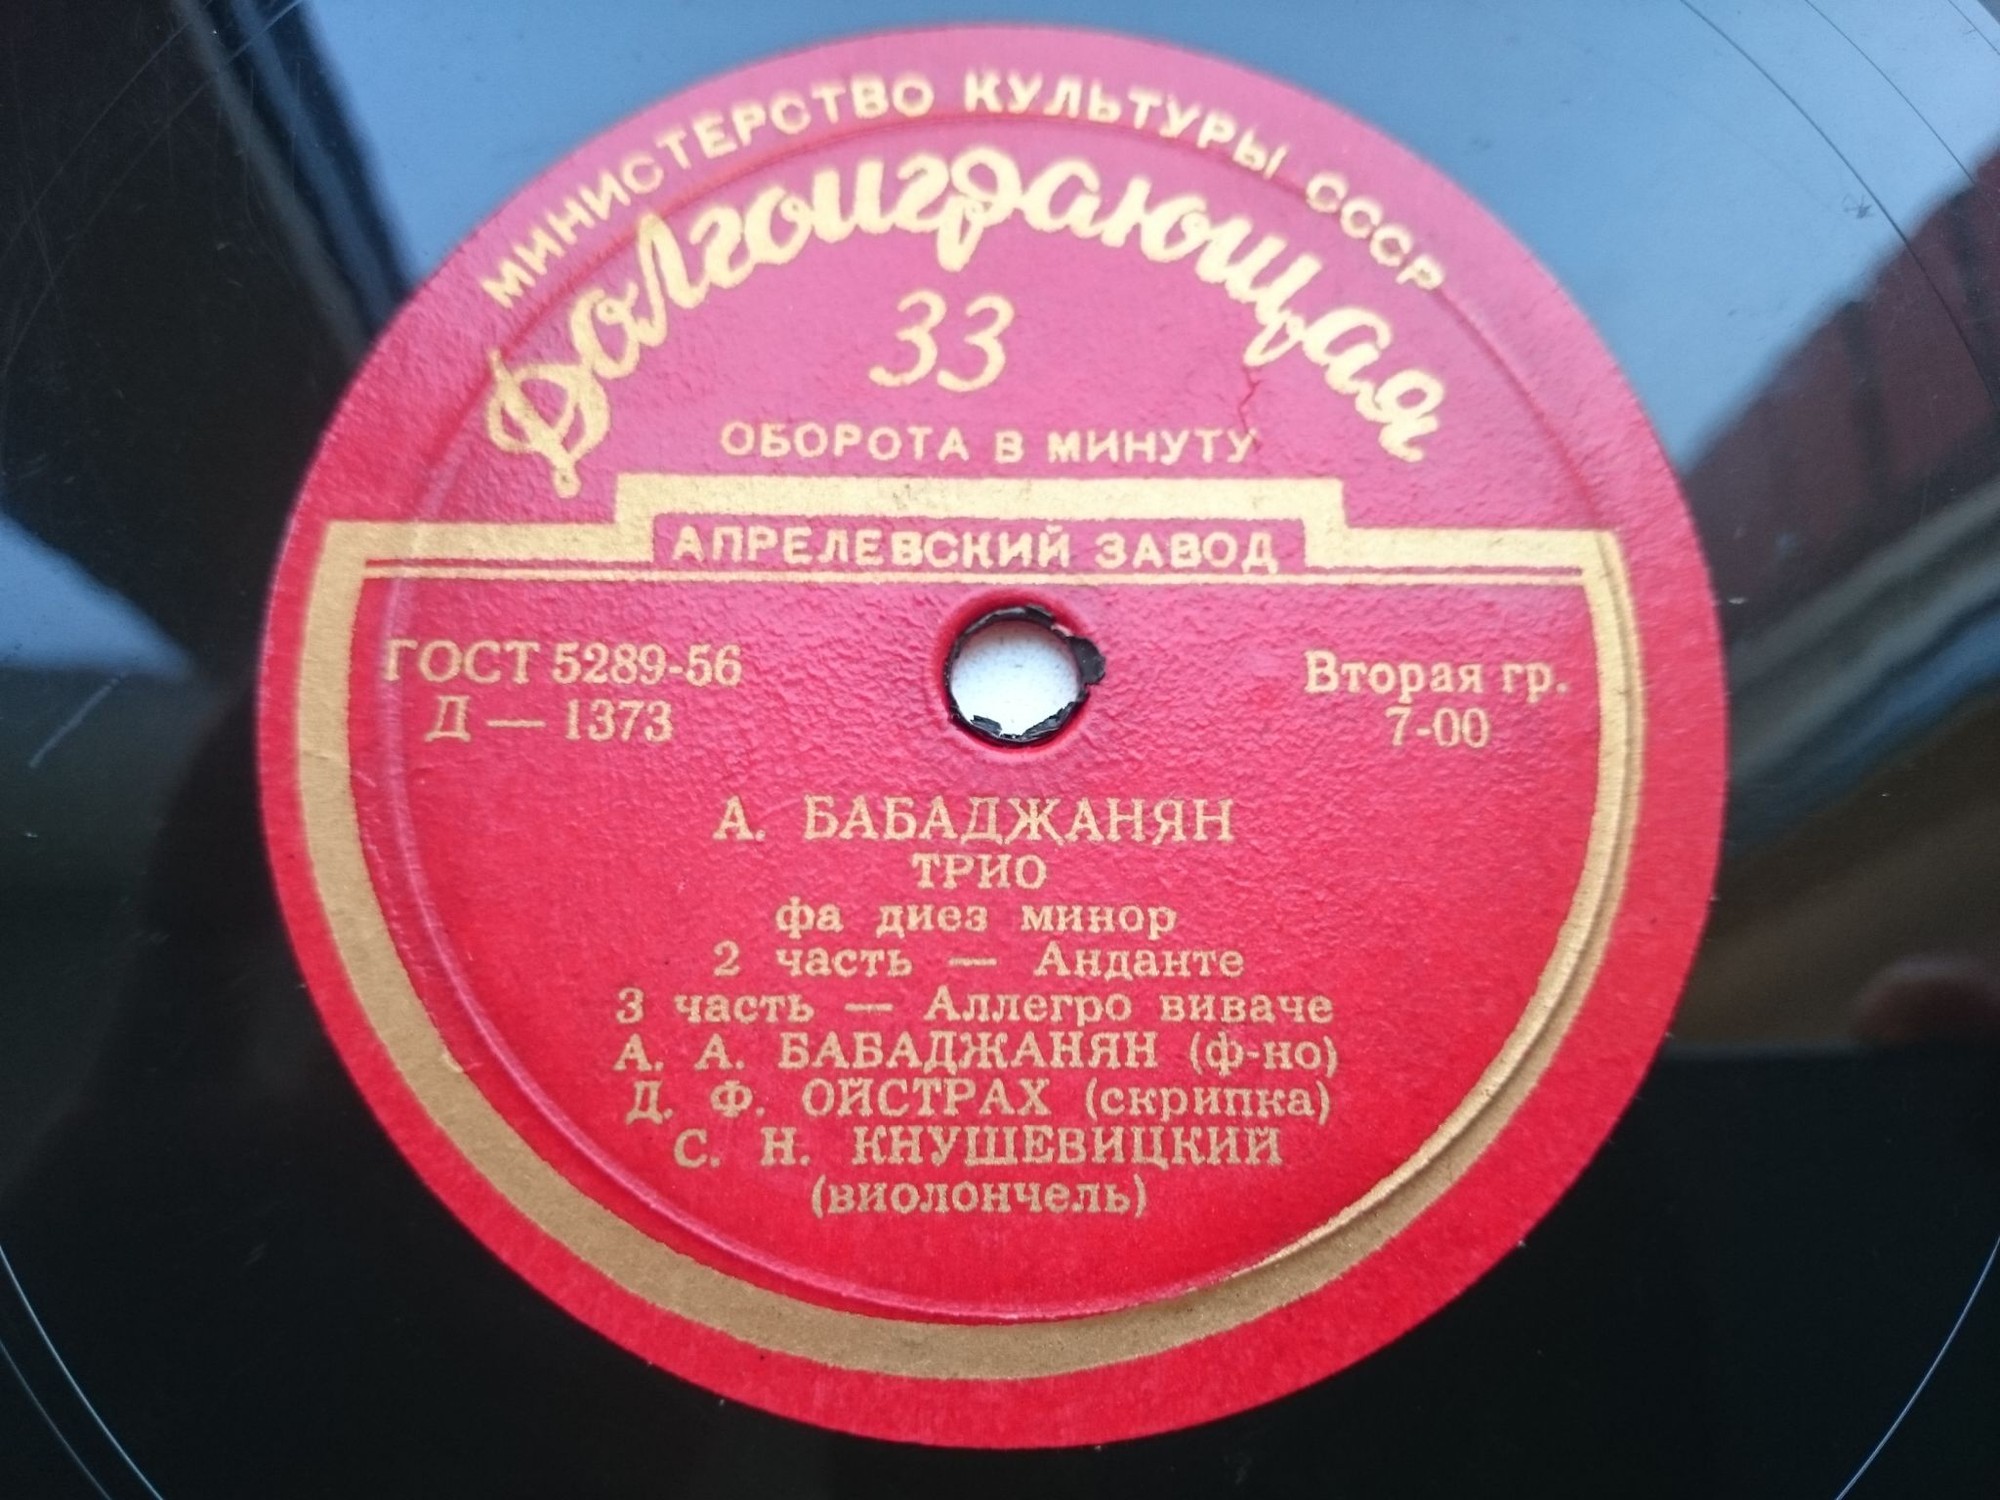 МИНИСТЕРСТВО КУЛЬТУРЫ СССР
Долгоиграющая
33
ОБОРОТА В МИНУТУ
АПРЕЛЕВСКИЙ ЗАВОД
ГОСТ 5289-56
Д — 1373
Вторая гр.
7-00
А. БАБАДЖАНЯН
ТРИО
фа диез минор
2 часть — Анданте
3 часть — Аллегро виваче
А. А. БАБАДЖАНЯН (ф-но)
Д. Ф. ОЙСТРАХ (скрипка)
С. Н. КНУШЕВИЦКИЙ
(виолончель)